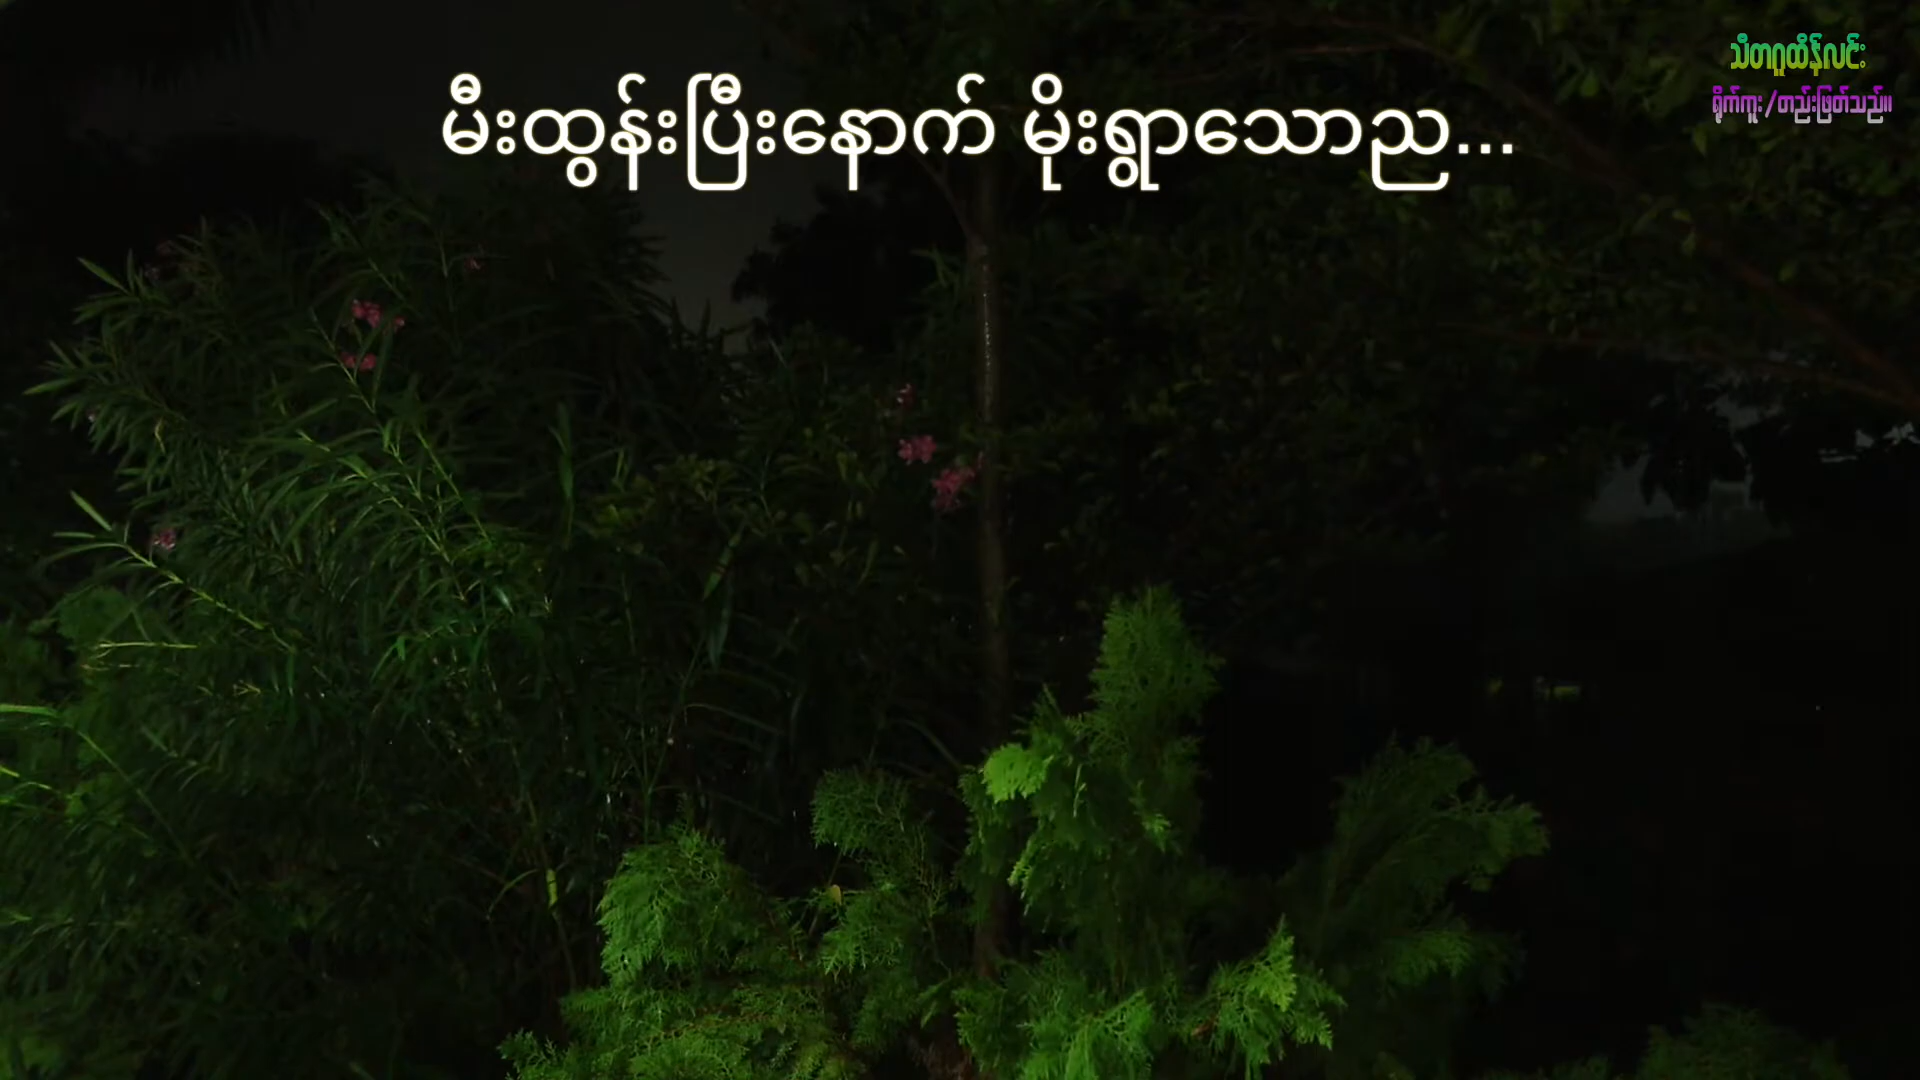 မီးထွန်းပြီးနောက် မိုးရွာသောည...
သီတဂူထိန်လင်း
ရိုက်ကူး/တည်းဖြတ်သည်။